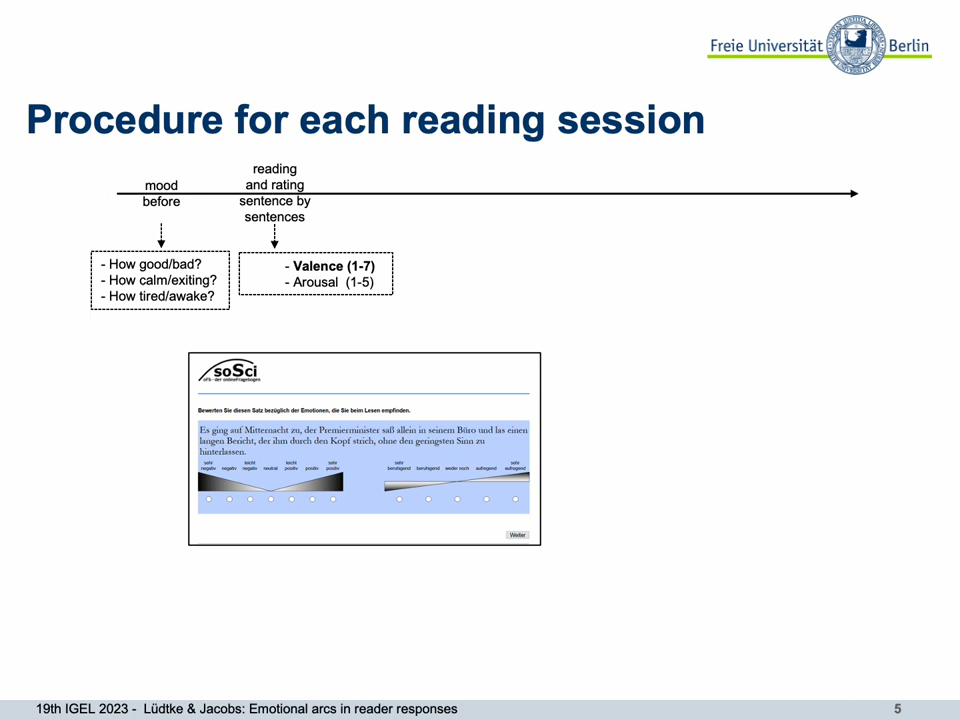 Freie Universität Berlin
Procedure for each reading session
mood
before
reading
and rating
sentence by
sentences
- How good/bad?
- How calm/exiting?
- How tired/awake?
- Valence (1-7)
- Arousal (1-5)
soSci
oFb - der onlineFragebogen
Bewerten Sie diesen Satz bezüglich der Emotionen, die Sie beim Lesen empfinden.
Es ging auf Mitternacht zu, der Premierminister saß allein in seinem Büro und las einen
langen Bericht, der ihm durch den Kopf strich, ohne den geringsten Sinn zu
hinterlassen.
sehr negativ negativ leicht negativ neutral leicht positiv positiv sehr positiv
sehr beruhigend beruhigend weder noch aufregend sehr aufregend
Weiter
19th IGEL 2023 - Lüdtke & Jacobs: Emotional arcs in reader responses
5